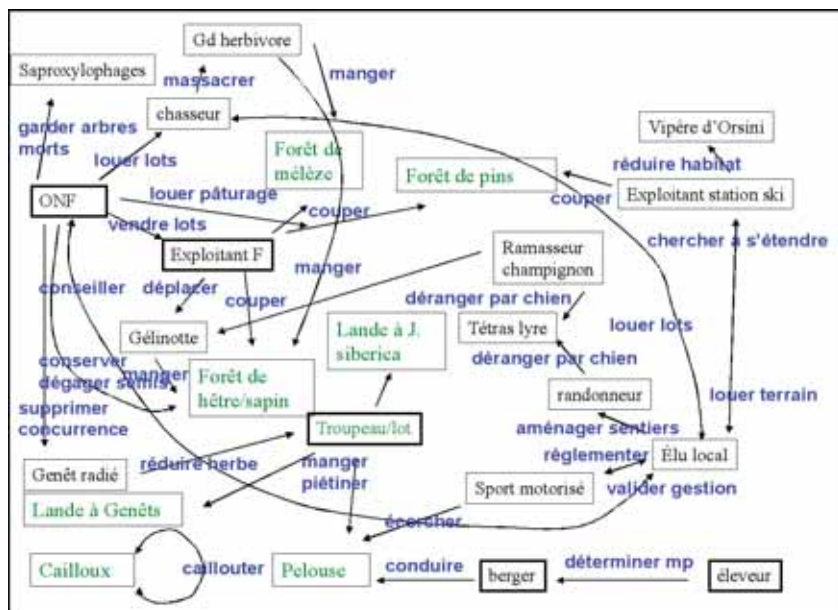 Gd herbivore
Saproxylophages
massacrer
manger
chasseur
garder arbres
morts
louer lots
Forêt de
mélèze
Vipère d'Orsini
réduire habitat
Forêt de pins
ONF
louer pâturage
couper
couper
Exploitant station ski
vendre lots
Exploitant F
Ramasseur
champignon
chercher à s'étendre
conseiller
déplacer
couper
manger
déranger par chien
louer lots
Gélinotte
Lande à J.
siberica
Tétras lyre
déranger par chien
conserver
dégager semis
manger
Forêt de
hêtre/sapin
randonneur
louer terrain
supprimer
concurrence
Troupeau/lot
aménager sentiers
Genêt radié
réduire herbe
manger
piétiner
règlementer
Élu local
Sport motorisé
valider gestion
Lande à Genêts
écorcher
Cailloux
caillouter
Pelouse
conduire
berger
déterminer mp
éleveur